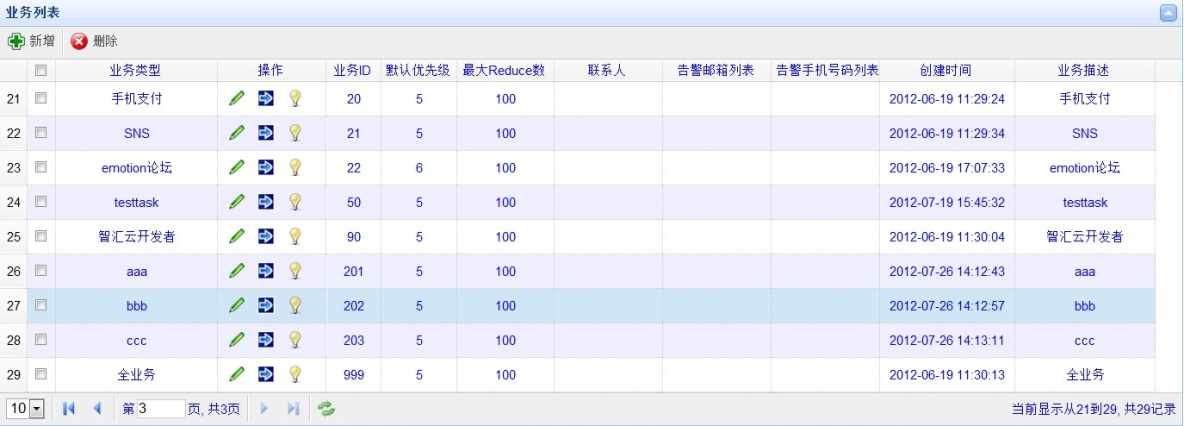 业务列表
新增 删除
业务类型 操作 业务ID 默认优先级 最大Reduce数 联系人 告警邮箱列表 告警手机号码列表 创建时间 业务描述
21 手机支付 20 5 100 2012-06-19 11:29:24 手机支付
22 SNS 21 5 100 2012-06-19 11:29:34 SNS
23 emotion论坛 22 6 100 2012-06-19 17:07:33 emotion论坛
24 testtask 50 5 100 2012-07-19 15:45:32 testtask
25 智汇云开发者 90 5 100 2012-06-19 11:30:04 智汇云开发者
26 aaa 201 5 100 2012-07-26 14:12:43 aaa
27 bbb 202 5 100 2012-07-26 14:12:57 bbb
28 ccc 203 5 100 2012-07-26 14:13:11 ccc
29 全业务 999 5 100 2012-06-19 11:30:13 全业务
10 第 3 页, 共3页 当前显示从21到29, 共29记录